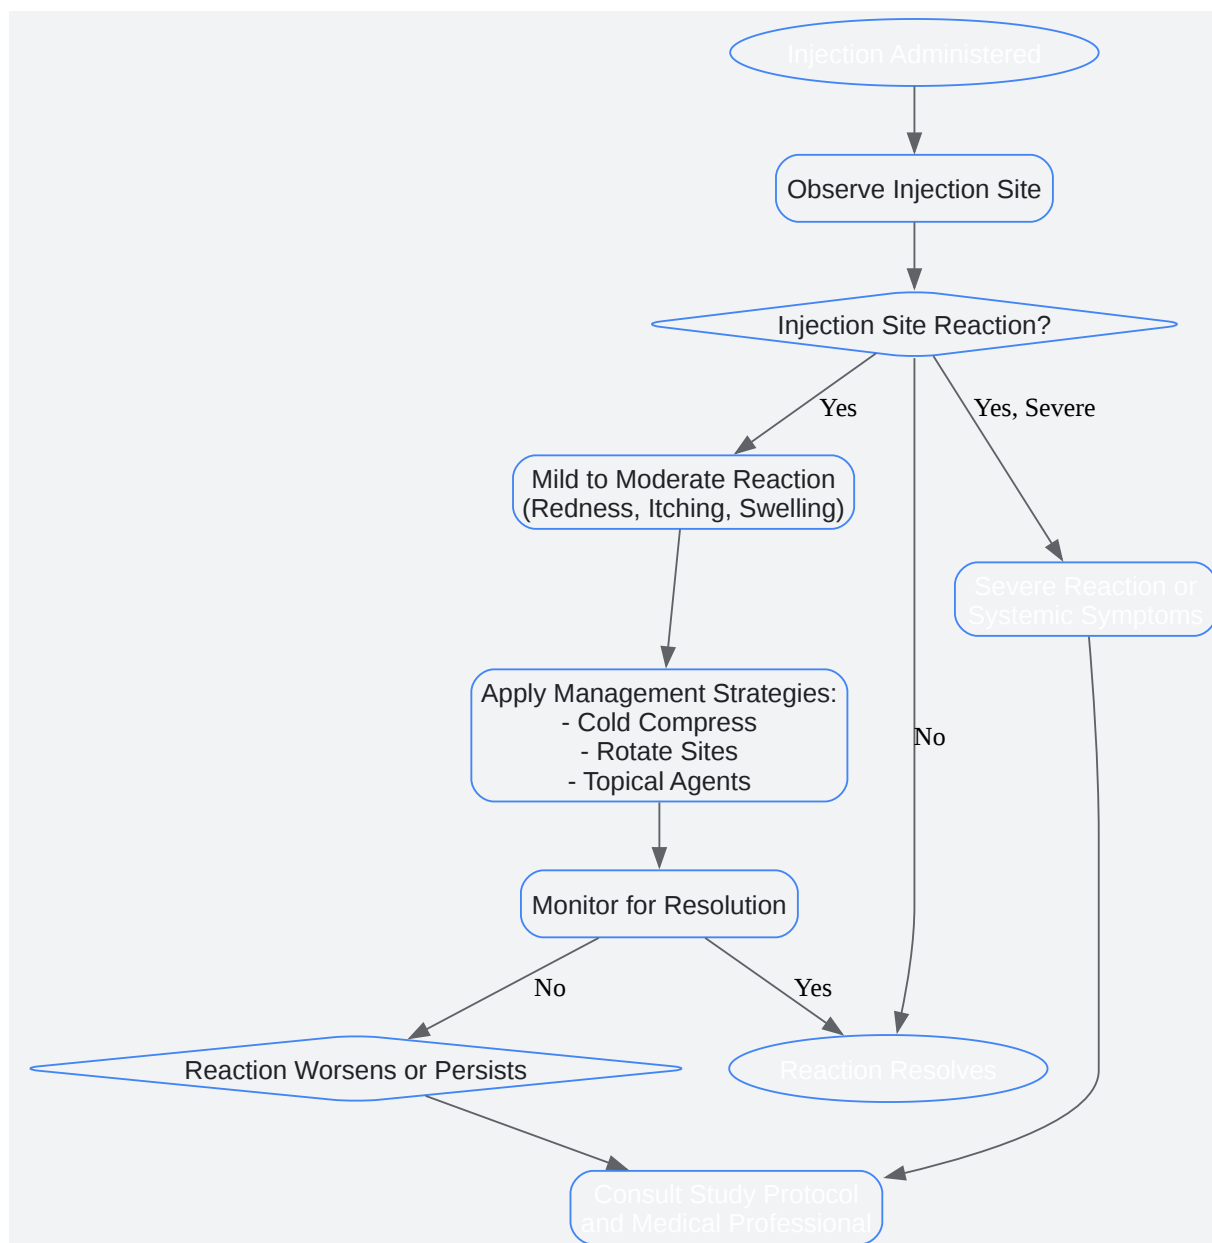 Injection Administered
Observe Injection Site
Injection Site Reaction?
Yes
Yes, Severe
Mild to Moderate Reaction
(Redness, Itching, Swelling)
Severe Reaction or
Systemic Symptoms
Apply Management Strategies:
- Cold Compress
- Rotate Sites
- Topical Agents
No
Monitor for Resolution
No
Yes
Reaction Worsens or Persists
Reaction Resolves
Consult Study Protocol
and Medical Professional